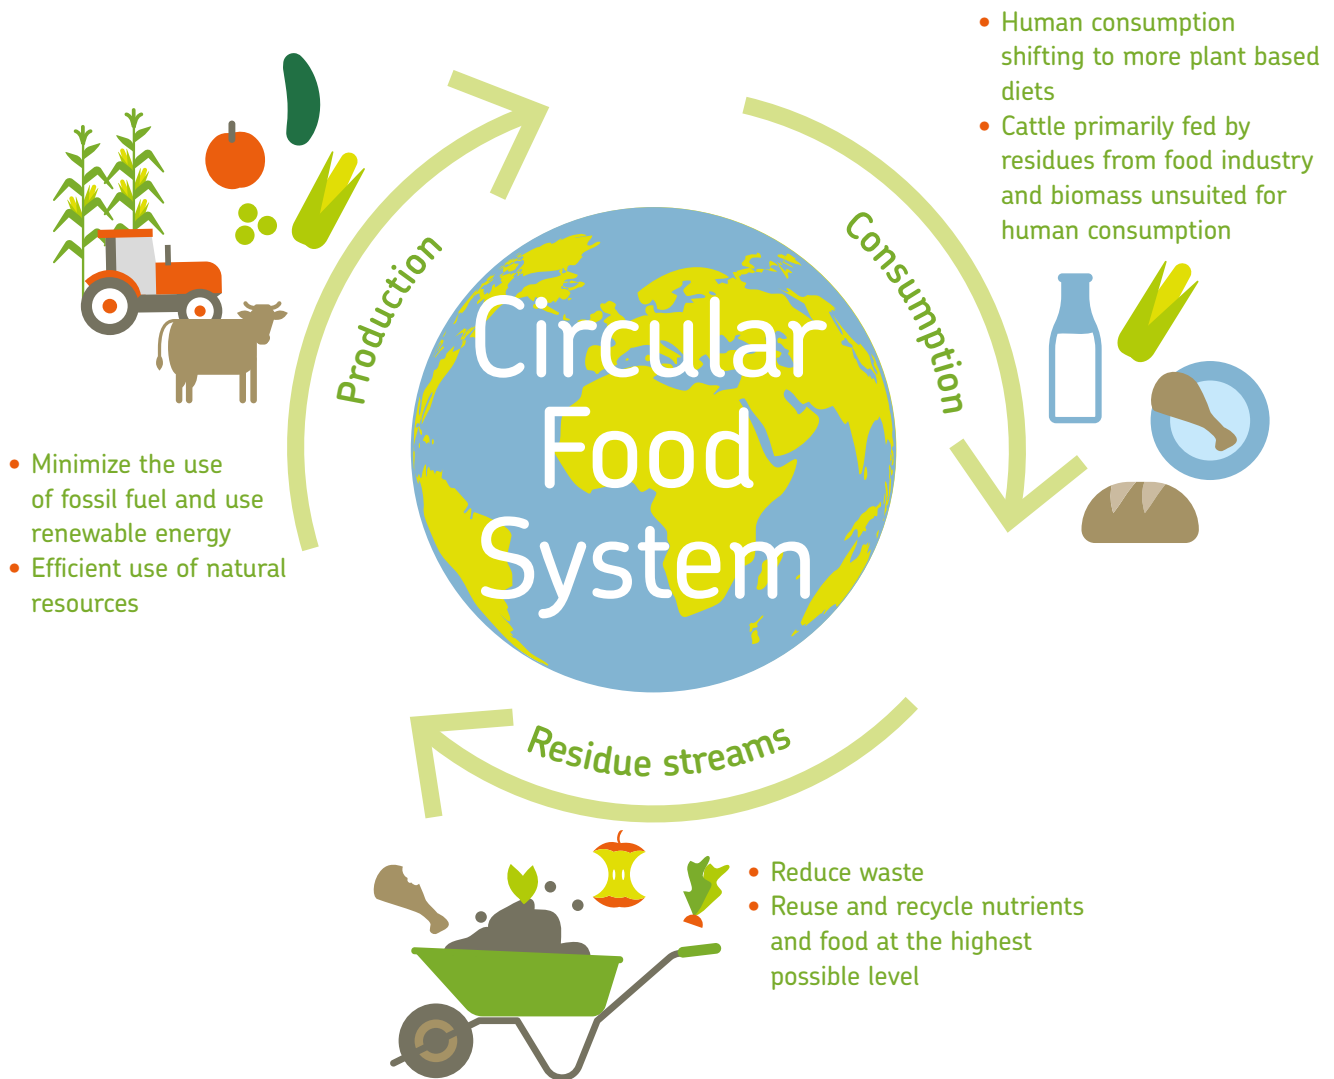 Circular
Food
System
Production
• Minimize the use
of fossil fuel and use
renewable energy
• Efficient use of natural
resources
Consumption
• Human consumption
shifting to more plant based
diets
• Cattle primarily fed by
residues from food industry
and biomass unsuited for
human consumption
Residue streams
• Reduce waste
• Reuse and recycle nutrients
and food at the highest
possible level